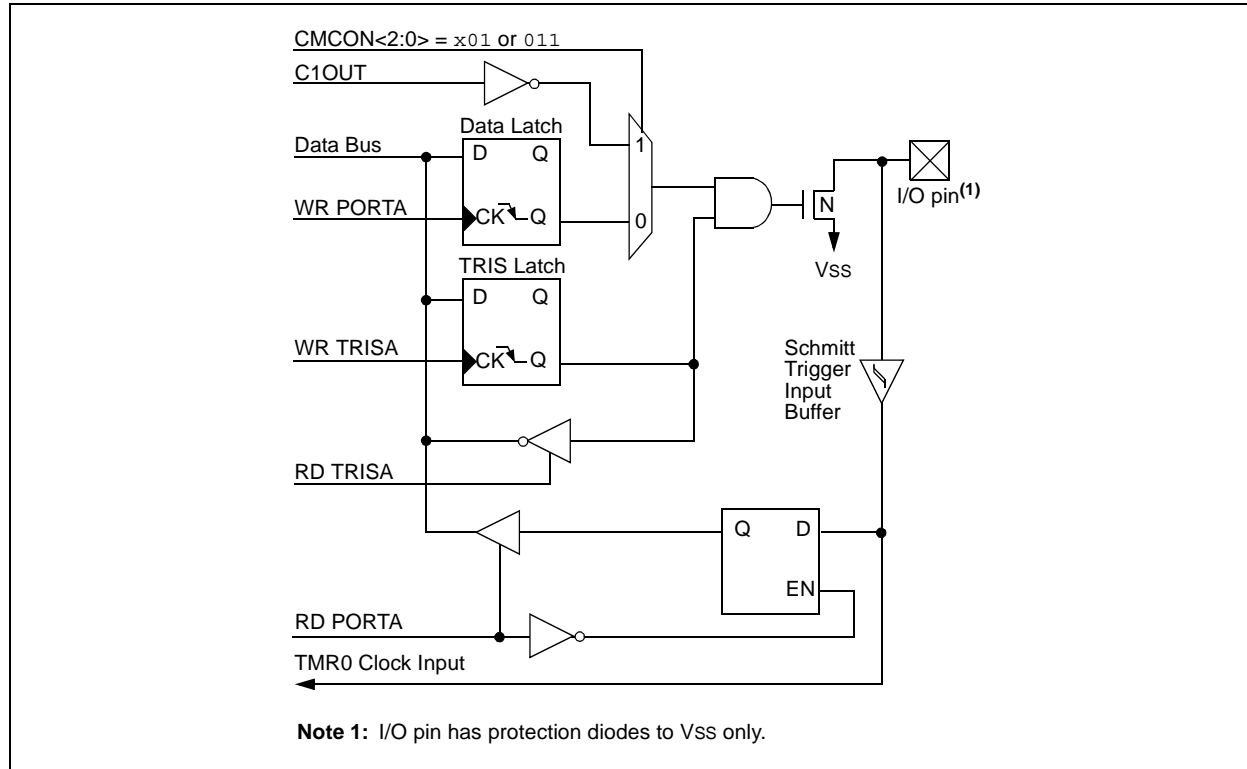 CMCON<2:0> = x01 or 011
C1OUT
Data Latch
Data Bus
D Q
1
WR PORTA
CK Q
0
N
I/O pin(1)
VSS
TRIS Latch
D Q
WR TRISA
CK Q
Schmitt
Trigger
Input
Buffer
RD TRISA
Q D
EN
RD PORTA
TMR0 Clock Input
Note 1: I/O pin has protection diodes to VSS only.